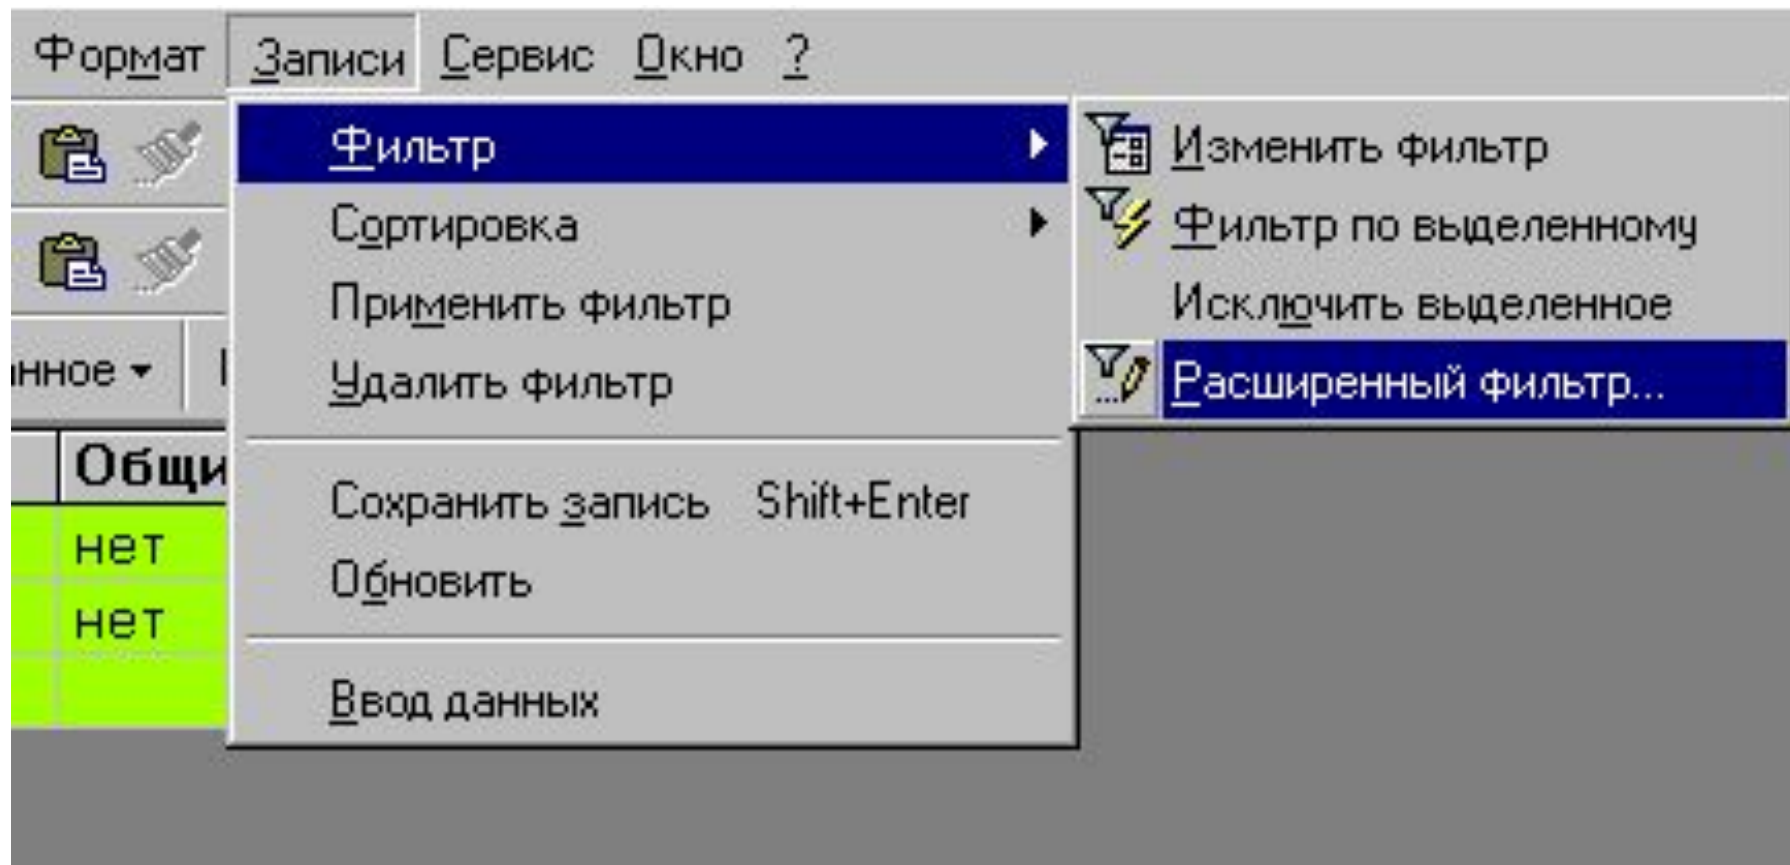 Формат Записи Сервис Окно ?
Фильтр
Изменить фильтр
Сортировка
Фильтр по выделенному
Применить фильтр
Исключить выделенное
Удалить фильтр
Расширенный фильтр...
Сохранить запись Shift+Enter
нет
Обновить
нет
Ввод данных